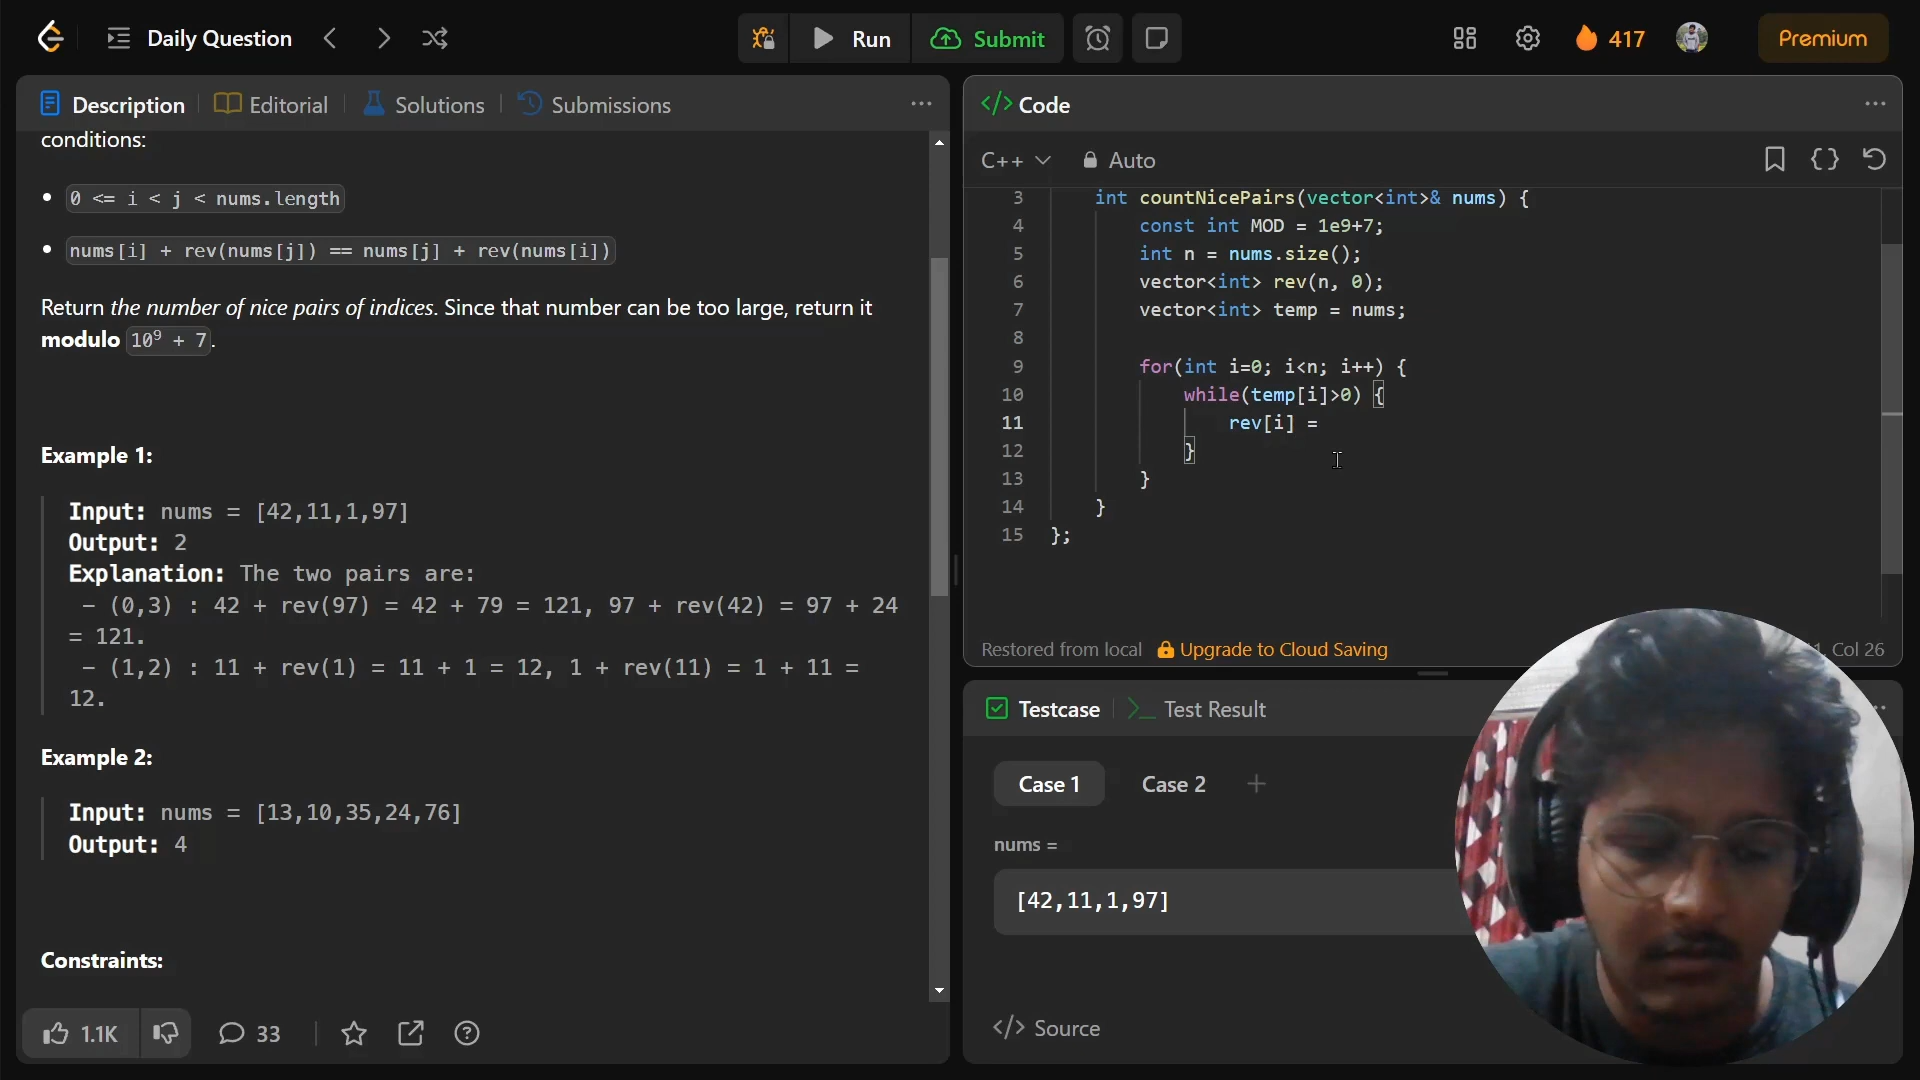 Daily Question
Run
Submit
417
Premium
Description
Editorial
Solutions
Submissions
conditions:
0 <= i < j < nums.length
nums[i] + rev(nums[j]) == nums[j] + rev(nums[i])
Return the number of nice pairs of indices. Since that number can be too large, return it
modulo 10⁹ + 7.
Example 1:
Input: nums = [42,11,1,97]
Output: 2
Explanation: The two pairs are:
- (0,3) : 42 + rev(97) = 42 + 79 = 121, 97 + rev(42) = 97 + 24
= 121.
- (1,2) : 11 + rev(1) = 11 + 1 = 12, 1 + rev(11) = 1 + 11 =
12.
Example 2:
Input: nums = [13,10,35,24,76]
Output: 4
Constraints:
1.1K
33
</> Code
C++
Auto
3 int countNicePairs(vector<int>& nums) {
4 const int MOD = 1e9+7;
5 int n = nums.size();
6 vector<int> rev(n, 0);
7 vector<int> temp = nums;
8
9 for(int i=0; i<n; i++) {
10 while(temp[i]>0) {
11 rev[i] =
12 }
13 }
14 }
15 };
Restored from local
Upgrade to Cloud Saving
Col 26
Testcase
Test Result
Case 1
Case 2
nums =
[42,11,1,97]
</> Source